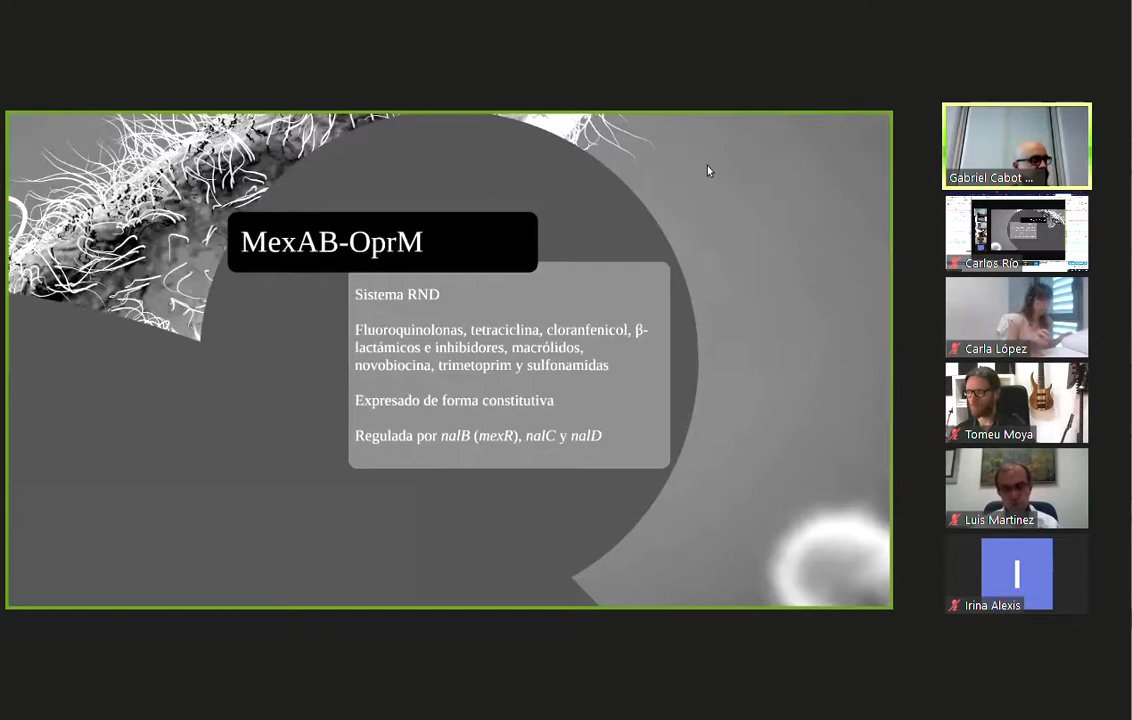 MexAB-OprM
Sistema RND
Fluoroquinolonas, tetraciclina, cloranfenicol, β-
lactámicos e inhibidores, macrólidos,
novobiocina, trimetoprim y sulfonamidas
Expresado de forma constitutiva
Regulada por nalB (mexR), nalC y nalD
Gabriel Cabot ...
Carlos Río
Carla López
Tomeu Moya
Luis Martinez
I
Irina Alexis